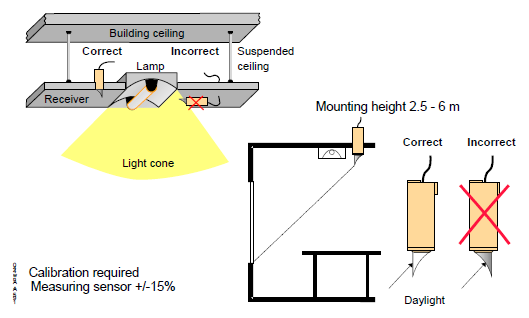 Building ceiling
Correct
Incorrect
Suspended
ceiling
Lamp
Receiver
Light cone
Mounting height 2.5 - 6 m
Correct
Incorrect
Daylight
Calibration required
Measuring sensor +/-15%